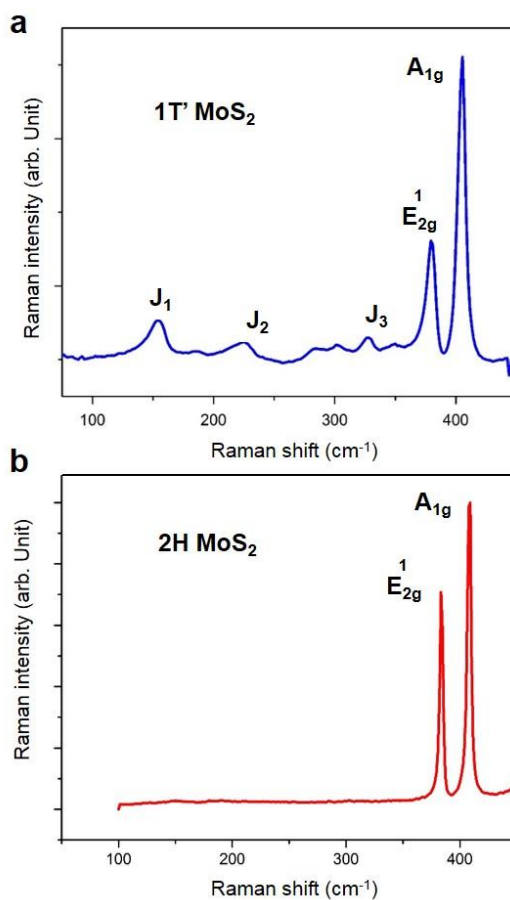 a
Raman intensity (arb. Unit)
1T’ MoS₂
J₁
J₂
J₃
E¹₂g
A₁g
100 200 300 400
Raman shift (cm⁻¹)
b
Raman intensity (arb. Unit)
2H MoS₂
E¹₂g
A₁g
100 200 300 400
Raman shift (cm⁻¹)